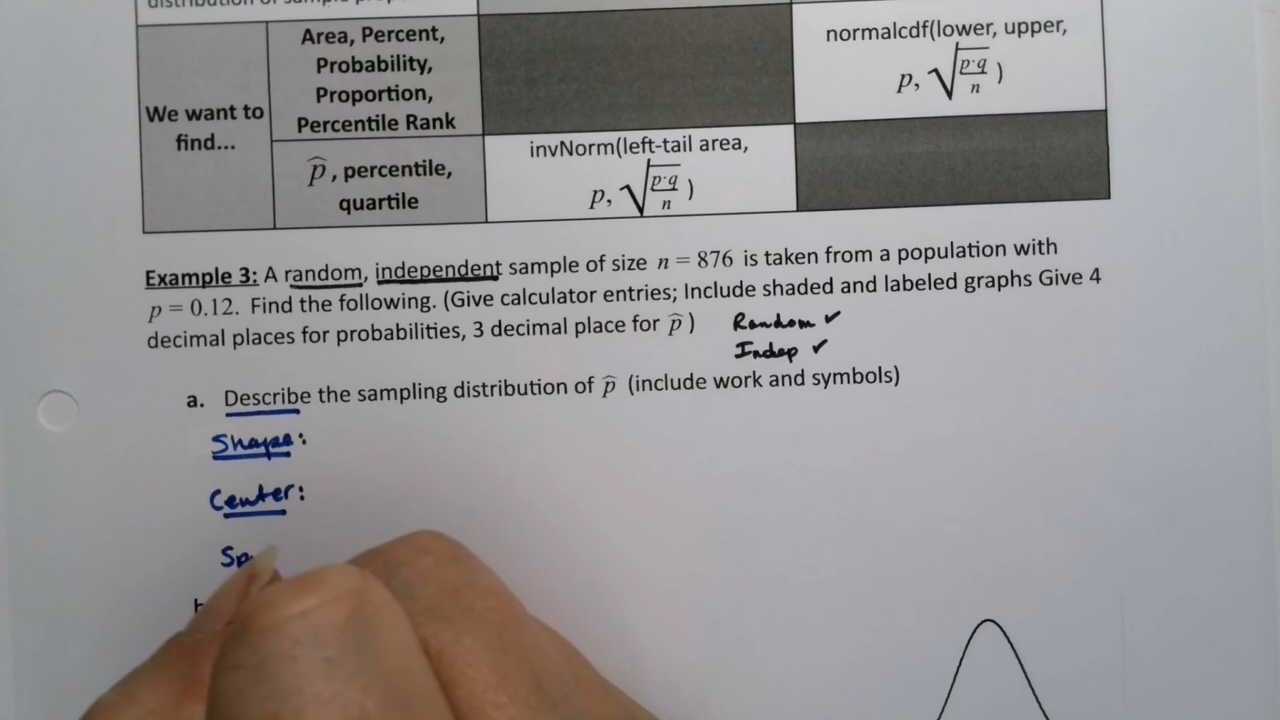 Area, Percent,
Probability,
Proportion,
Percentile Rank
normalcdf(lower, upper,
p, √(p·q/n) )
We want to
find...
p̂, percentile,
quartile
invNorm(left-tail area,
p, √(p·q/n) )
Example 3: A random, independent sample of size n = 876 is taken from a population with
p = 0.12. Find the following. (Give calculator entries; Include shaded and labeled graphs Give 4
decimal places for probabilities, 3 decimal place for p̂ )
Random ✓
Indep ✓
a. Describe the sampling distribution of p̂ (include work and symbols)
Shape:
Center:
Sp